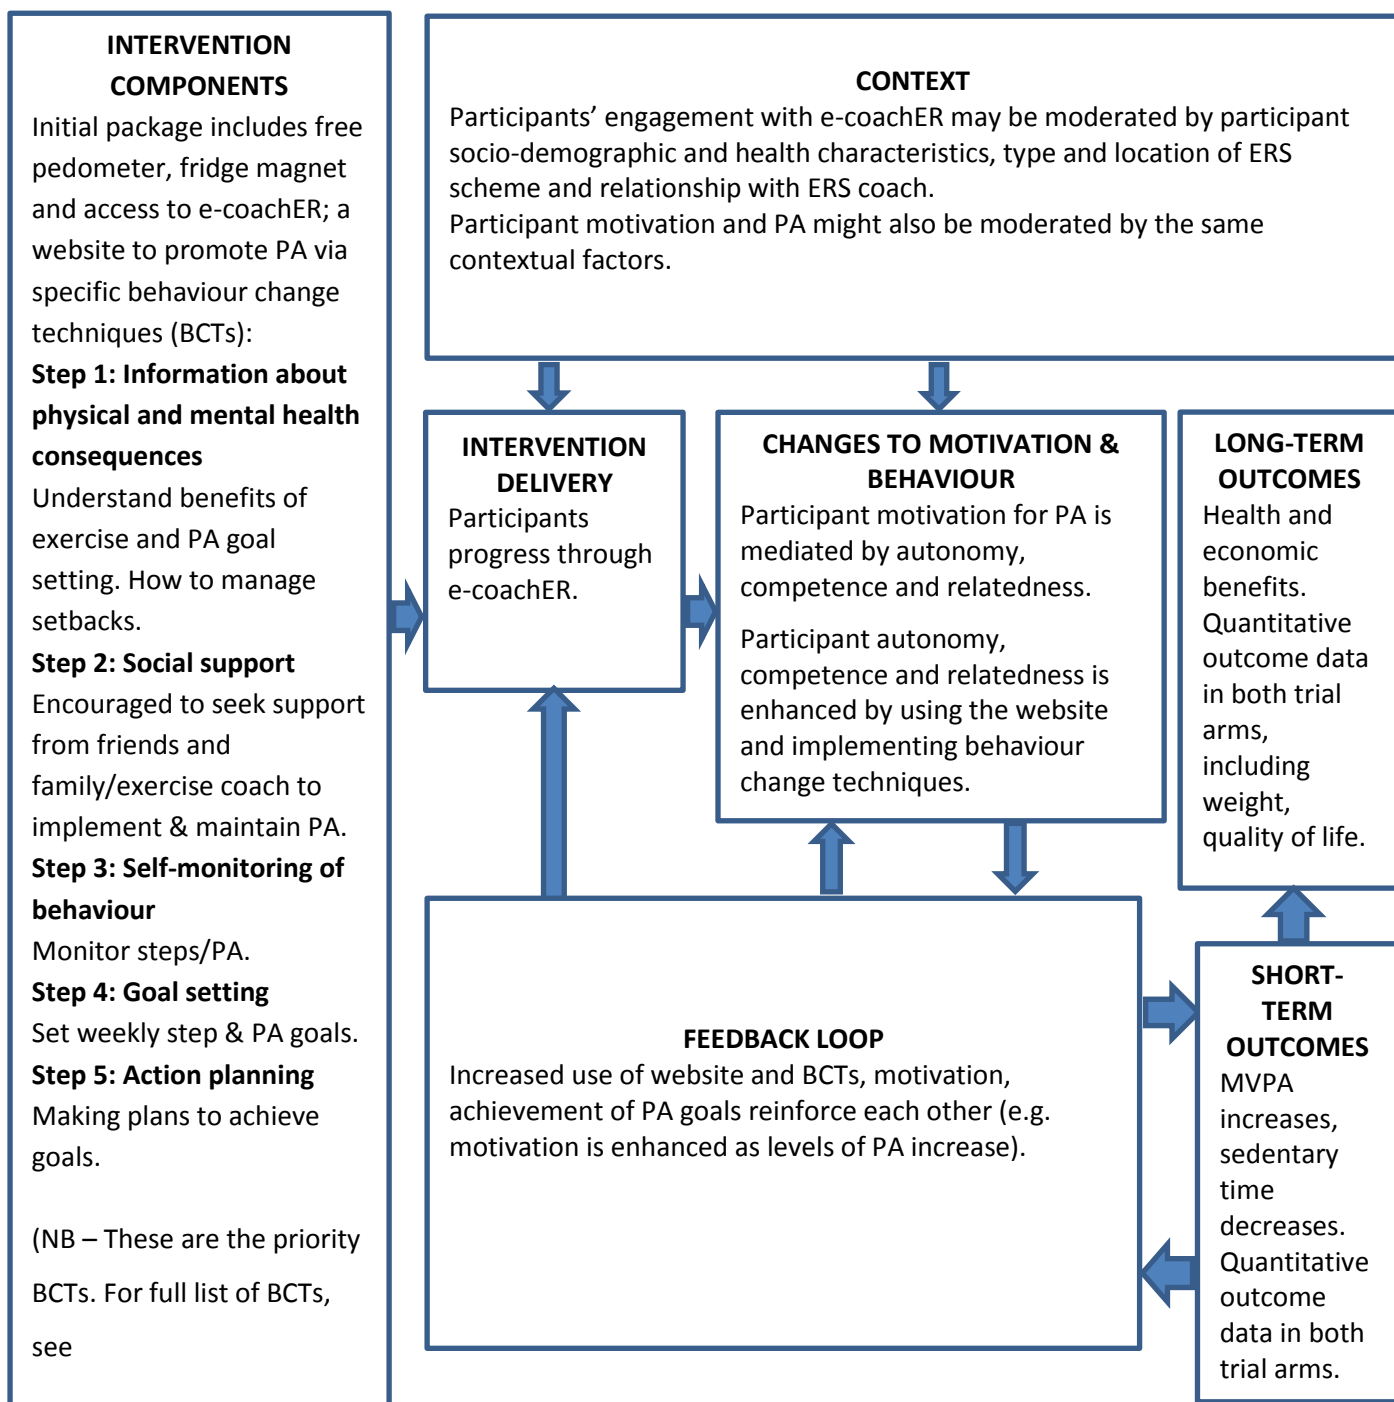 INTERVENTION
COMPONENTS
Initial package includes free
pedometer, fridge magnet
and access to e-coachER; a
website to promote PA via
specific behaviour change
techniques (BCTs):
Step 1: Information about
physical and mental health
consequences
Understand benefits of
exercise and PA goal
setting. How to manage
setbacks.
Step 2: Social support
Encouraged to seek support
from friends and
family/exercise coach to
implement & maintain PA.
Step 3: Self-monitoring of
behaviour
Monitor steps/PA.
Step 4: Goal setting
Set weekly step & PA goals.
Step 5: Action planning
Making plans to achieve
goals.
(NB – These are the priority
BCTs. For full list of BCTs,
see
CONTEXT
Participants’ engagement with e-coachER may be moderated by participant
socio-demographic and health characteristics, type and location of ERS
scheme and relationship with ERS coach.
Participant motivation and PA might also be moderated by the same
contextual factors.
INTERVENTION
DELIVERY
Participants
progress through
e-coachER.
CHANGES TO MOTIVATION &
BEHAVIOUR
Participant motivation for PA is
mediated by autonomy,
competence and relatedness.
Participant autonomy,
competence and relatedness is
enhanced by using the website
and implementing behaviour
change techniques.
LONG-TERM
OUTCOMES
Health and
economic
benefits.
Quantitative
outcome data
in both trial
arms,
including
weight,
quality of life.
FEEDBACK LOOP
Increased use of website and BCTs, motivation,
achievement of PA goals reinforce each other (e.g.
motivation is enhanced as levels of PA increase).
SHORT-
TERM
OUTCOMES
MVPA
increases,
sedentary
time
decreases.
Quantitative
outcome
data in both
trial arms.